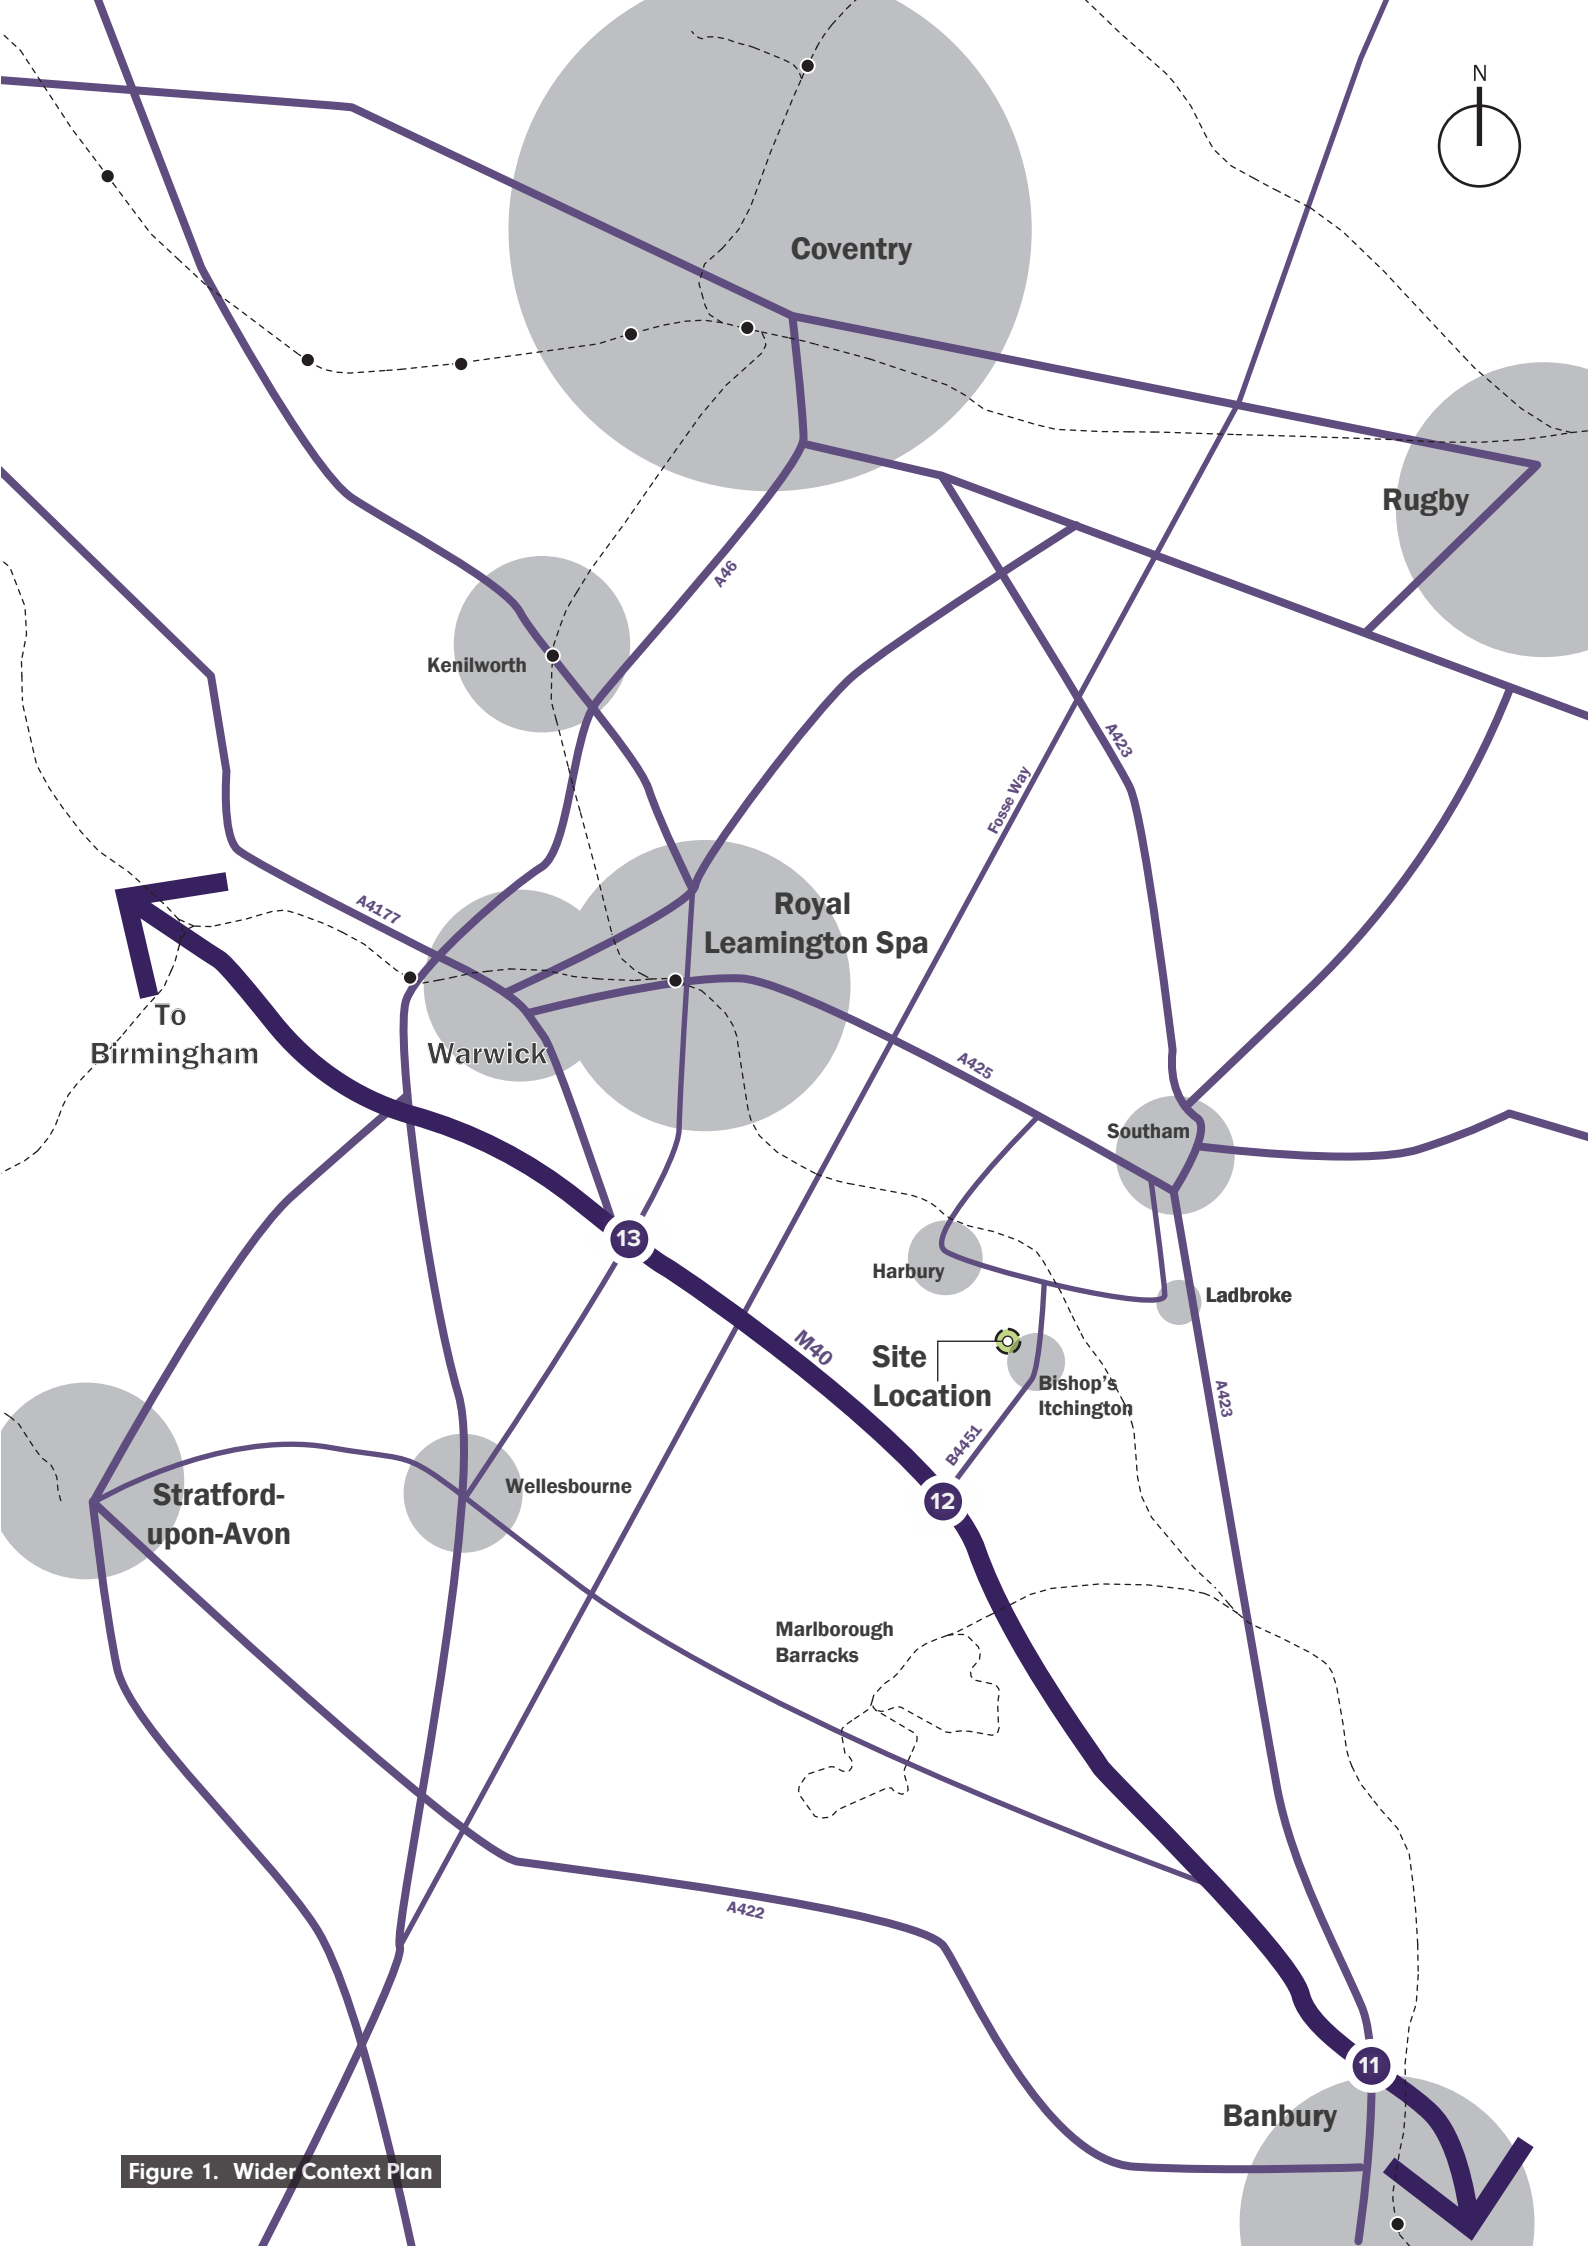 N
Coventry
Rugby
A46
Kenilworth
A423
Fosse Way
Royal
Leamington Spa
A4177
To
Birmingham
Warwick
A425
Southam
13
Harbury
Ladbroke
M40
Site
Location
Bishop's
Itchington
A423
B4451
Stratford-
upon-Avon
Wellesbourne
12
Marlborough
Barracks
A422
11
Banbury
Figure 1. Wider Context Plan